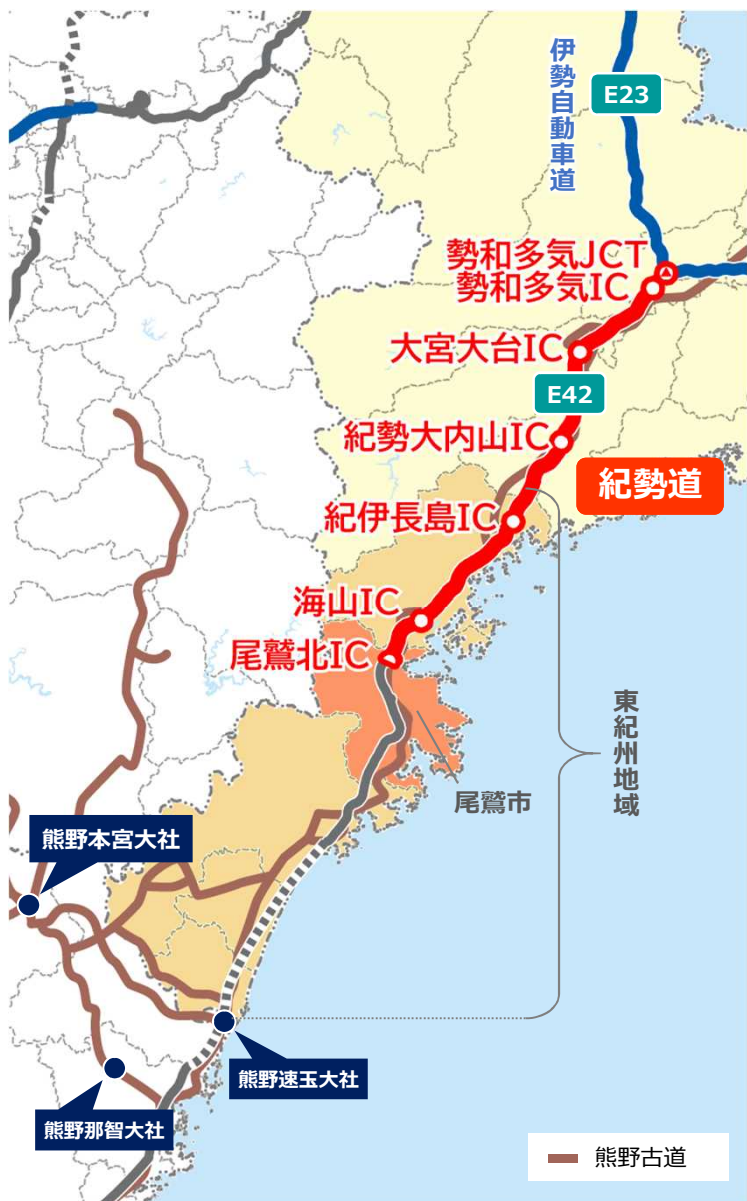 伊勢自動車道
E23
勢和多気JCT
勢和多気IC
大宮大台IC
E42
紀勢大内山IC
紀勢道
紀伊長島IC
海山IC
尾鷲北IC
東紀州地域
尾鷲市
熊野本宮大社
熊野速玉大社
熊野那智大社
熊野古道